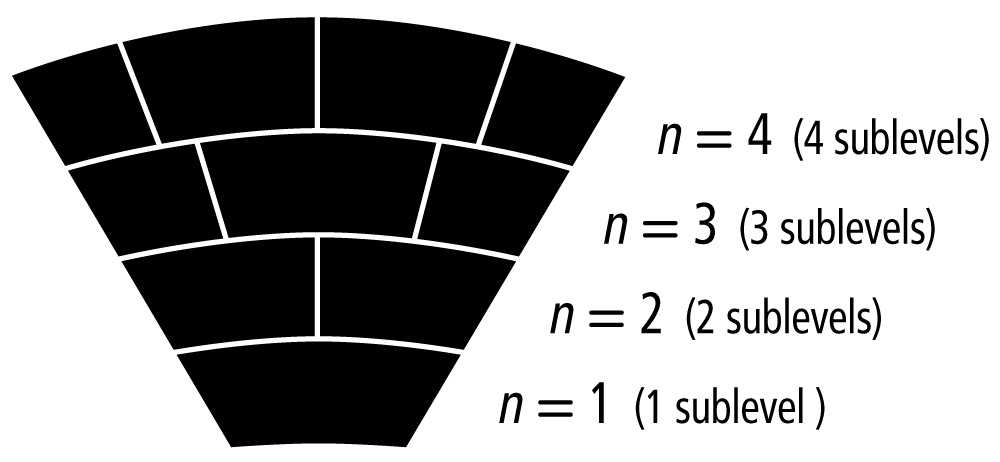 n = 4 (4 sublevels)
n = 3 (3 sublevels)
n = 2 (2 sublevels)
n = 1 (1 sublevel )